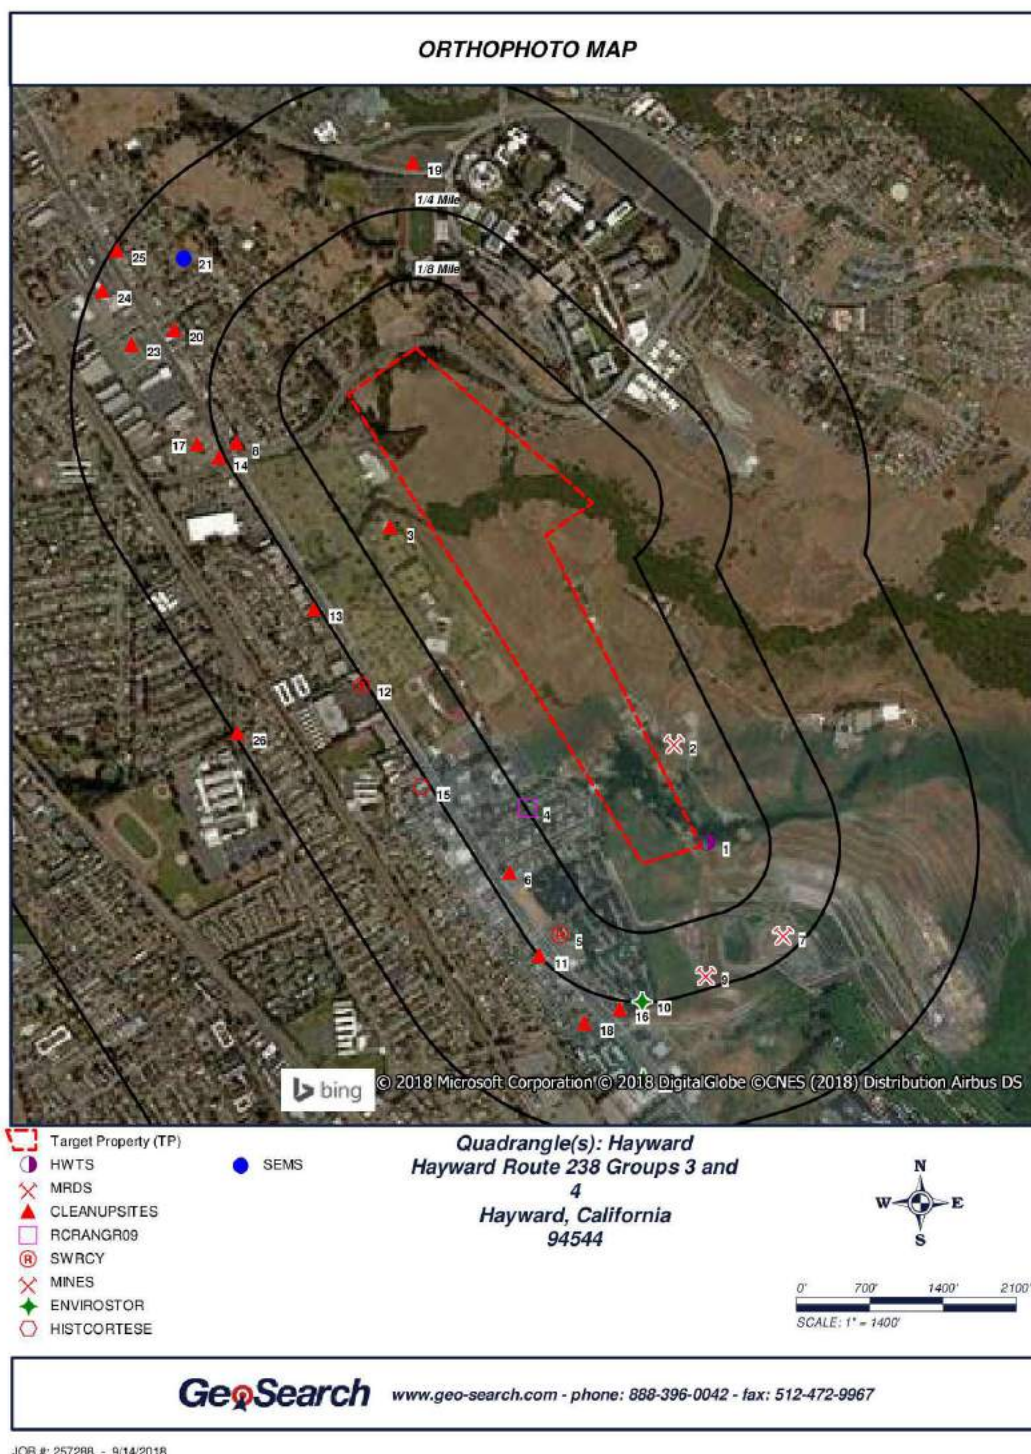 ORTHOPHOTO MAP
19
1/4 Mile
25
21
1/8 Mile
24
20
23
17
8
14
3
13
12
2
26
15
4
1
6
5
7
11
9
10
16
18
bing
© 2018 Microsoft Corporation © 2018 DigitalGlobe ©CNES (2018) Distribution Airbus DS
Target Property (TP)
HWTS
SEMS
MRDS
CLEANUPSITES
RCRANGR09
SWRCY
MINES
ENVIROSTOR
HISTCORTESE
Quadrangle(s): Hayward
Hayward Route 238 Groups 3 and
4
Hayward, California
94544
N
W E
S
0' 700' 1400' 2100'
SCALE: 1" = 1400'
GeoSearch www.geo-search.com - phone: 888-396-0042 - fax: 512-472-9967
JOB #: 257288 - 9/14/2018